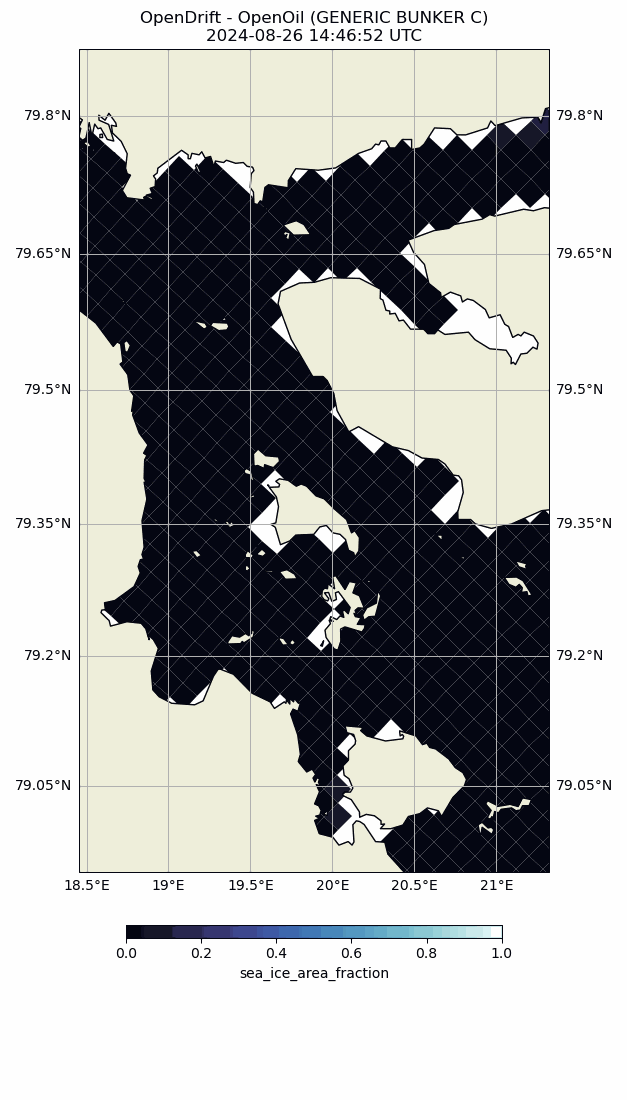 OpenDrift - OpenOil (GENERIC BUNKER C)
2024-08-26 14:46:52 UTC
79.8°N 79.8°N
79.65°N 79.65°N
79.5°N 79.5°N
79.35°N 79.35°N
79.2°N 79.2°N
79.05°N 79.05°N
18.5°E 19°E 19.5°E 20°E 20.5°E 21°E
0.0 0.2 0.4 0.6 0.8 1.0
sea_ice_area_fraction